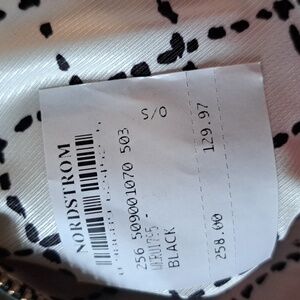 NORDSTROM
256 509001070 503
S/O
BLACK
258.00
129.97